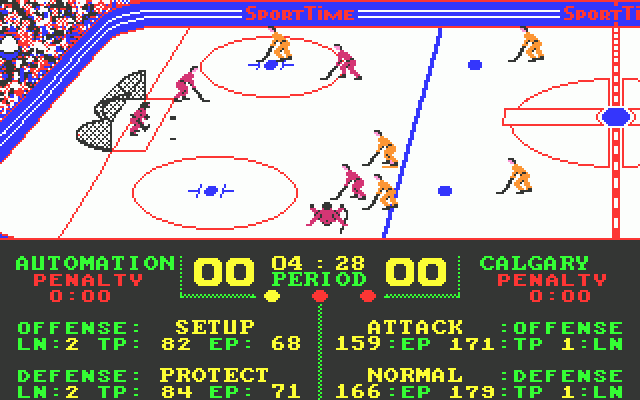 SPORTTIME SPORTTI
AUTOMATION 00 04 : 28 00 CALGARY
PENALTY PERIOD PENALTY
0:00 0:00
OFFENSE: SETUP ATTACK :OFFENSE
LN:2 TP: 82 EP: 68 159:EP 171:TP 1:LN
DEFENSE: PROTECT NORMAL :DEFENSE
LN:2 TP: 84 EP: 71 166:EP 179:TP 1:LN